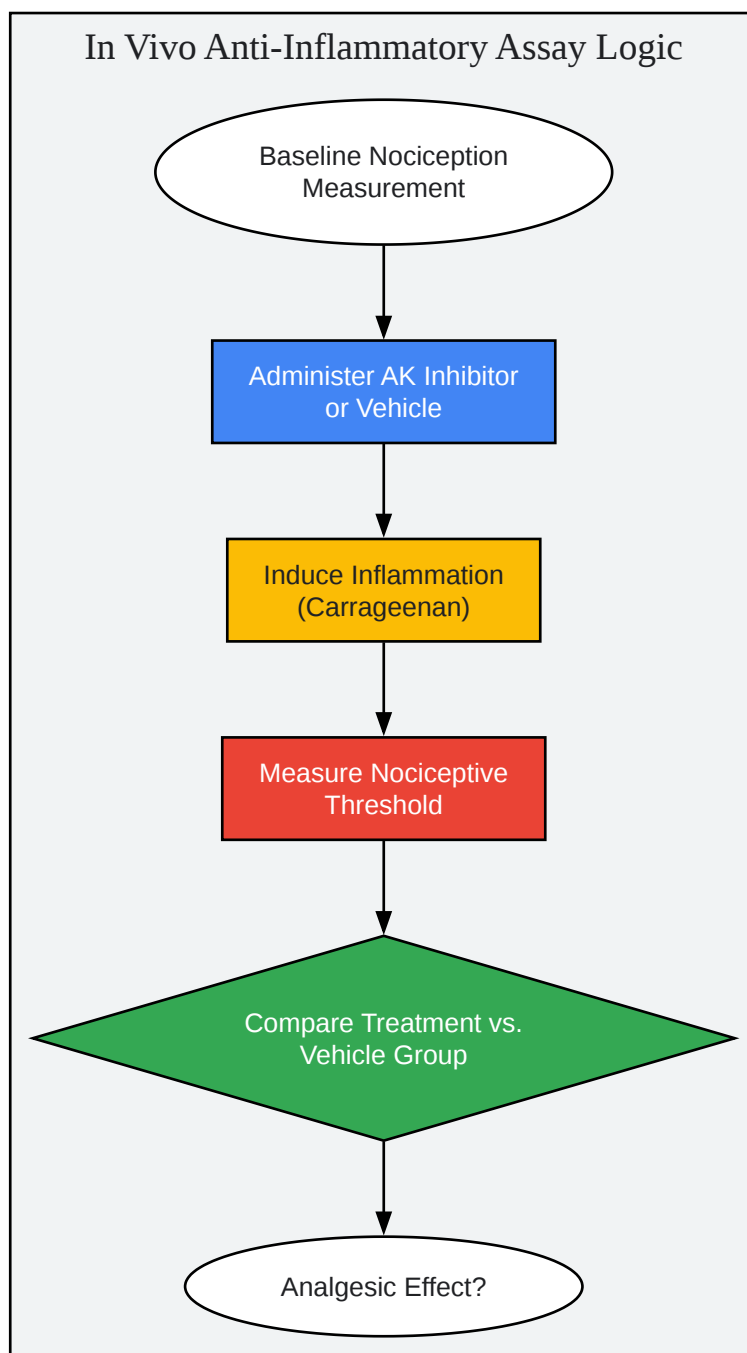 In Vivo Anti-Inflammatory Assay Logic
Baseline Nociception
Measurement
Administer AK Inhibitor
or Vehicle
Induce Inflammation
(Carrageenan)
Measure Nociceptive
Threshold
Compare Treatment vs.
Vehicle Group
Analgesic Effect?